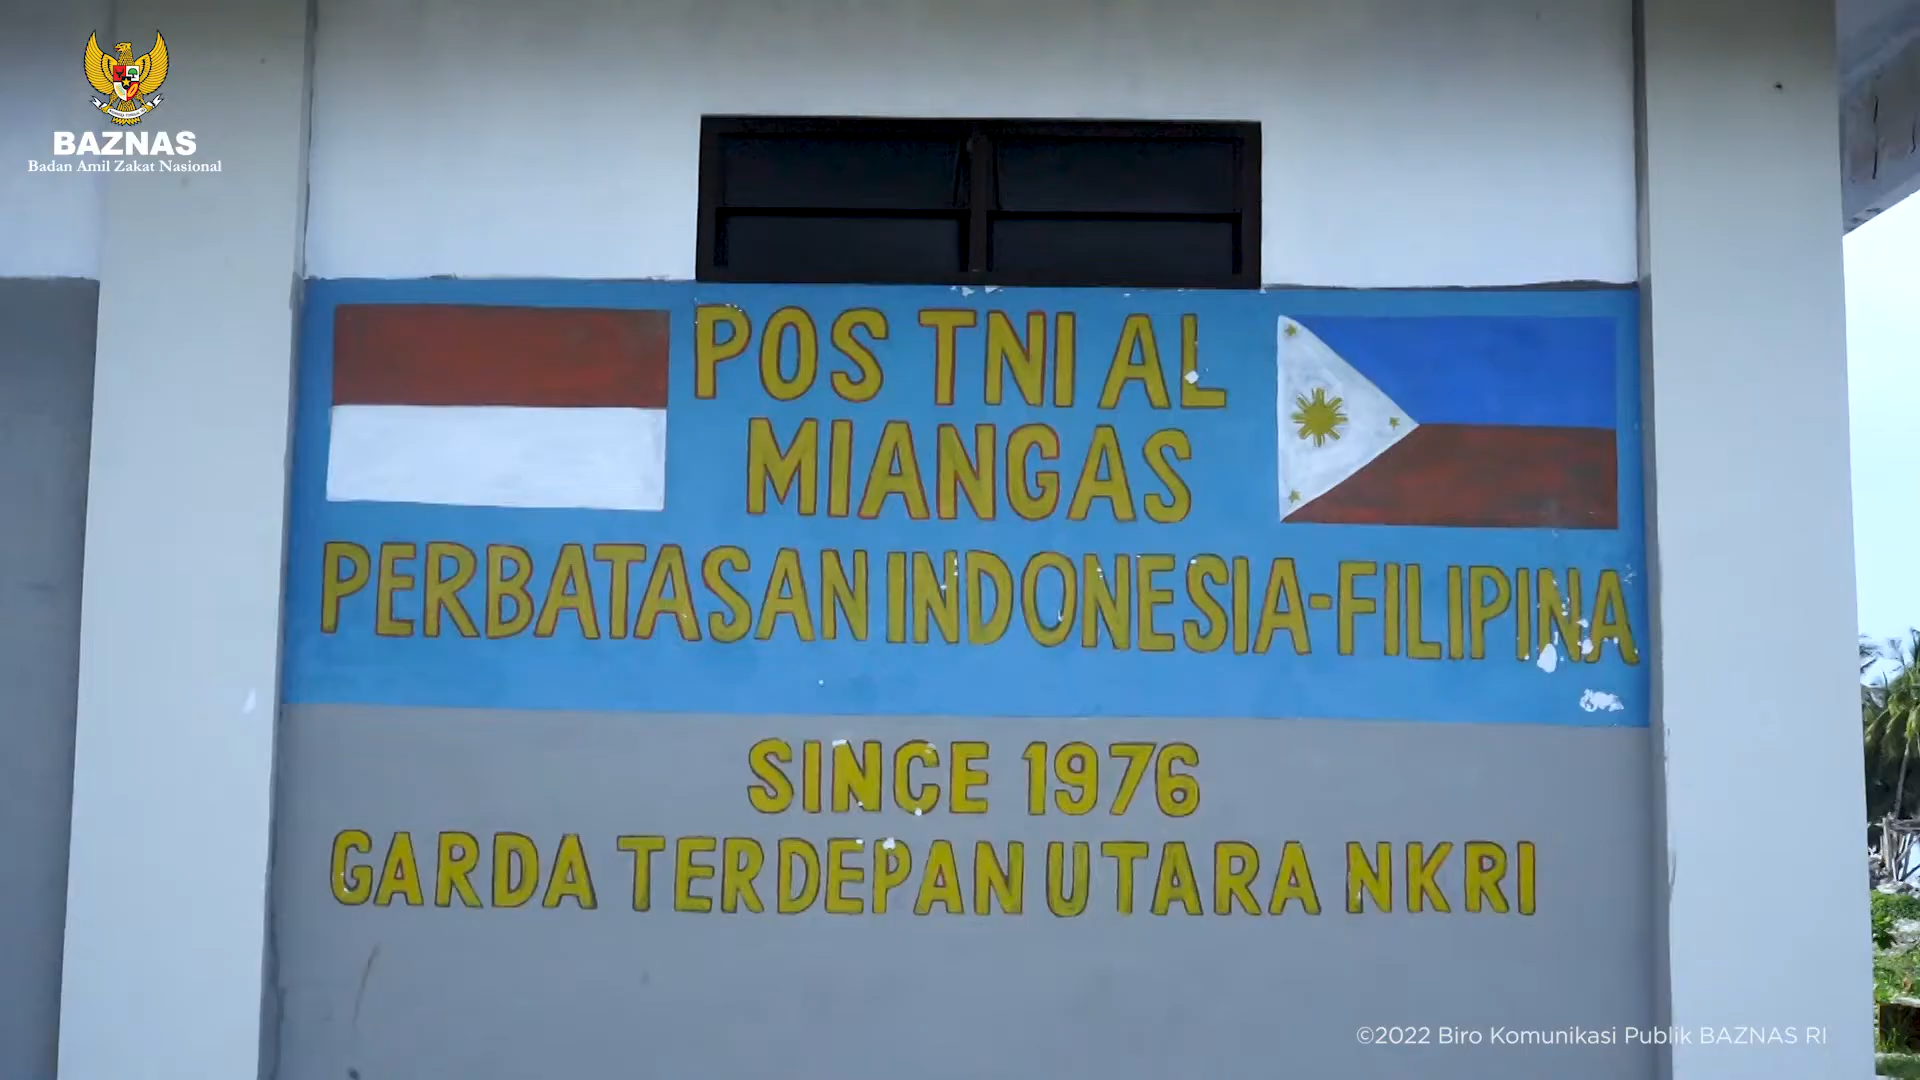 BAZNAS
Badan Amil Zakat Nasional
POS TNI AL
MIANGAS
PERBATASAN INDONESIA-FILIPINA
SINCE 1976
GARDA TERDEPAN UTARA NKRI
©2022 Biro Komunikasi Publik BAZNAS RI